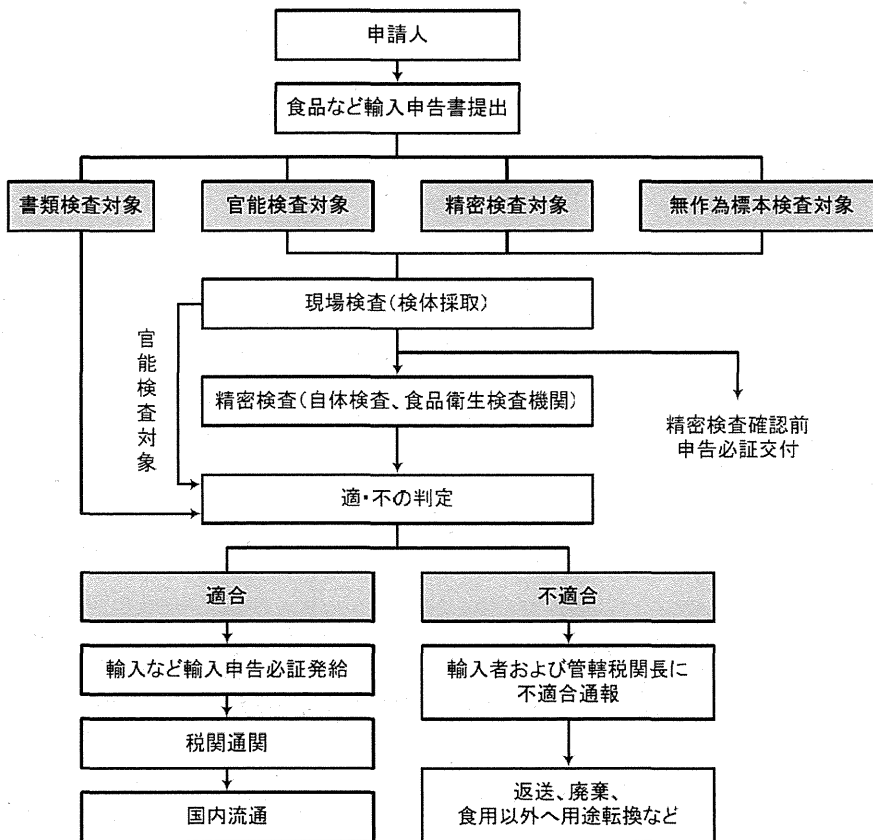 申請人
食品など輸入申告書提出
書類検査対象
官能検査対象
精密検査対象
無作為標本検査対象
現場検査(検体採取)
官能検査対象
精密検査(自体検査、食品衛生検査機関)
精密検査確認前
申告必証交付
適・不の判定
適合
不適合
輸入など輸入申告必証発給
輸入者および管轄税関長に
不適合通報
税関通関
国内流通
返送、廃棄、
食用以外へ用途転換など